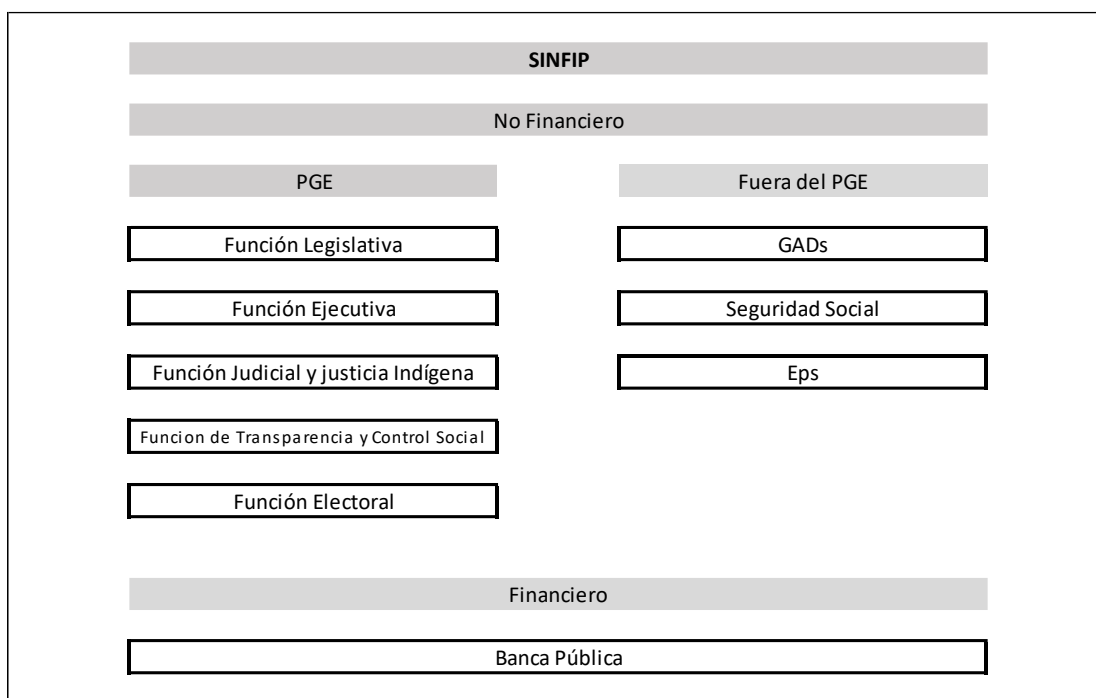 SINFIP
No Financiero
PGE
Fuera del PGE
Función Legislativa
GADs
Función Ejecutiva
Seguridad Social
Función Judicial y justicia Indígena
Eps
Funcion de Transparencia y Control Social
Función Electoral
Financiero
Banca Pública